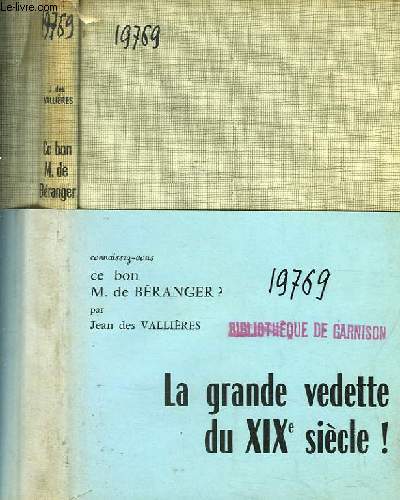 Le-livre.com
19769
19769
J. des
VALLIÈRES
Ce bon
M. de
Béranger
connaissez-vous
ce bon
M. de BÉRANGER ?
par
Jean des VALLIÈRES
19769
BIBLIOTHÈQUE DE GARNISON
La grande vedette
du XIXe siècle !